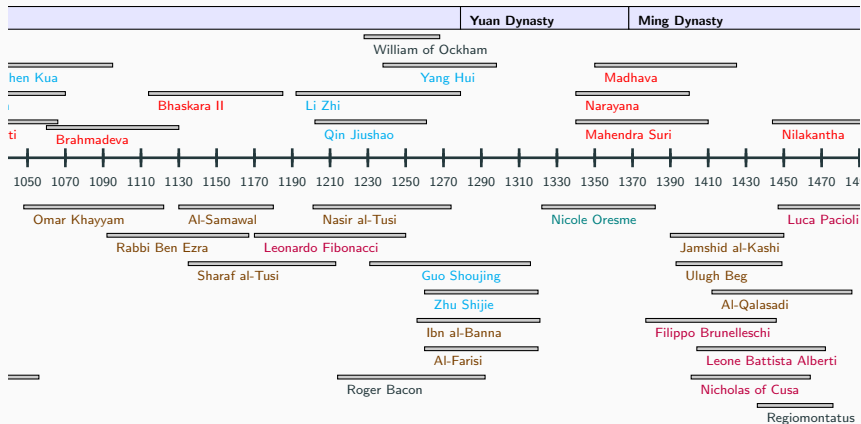 Yuan Dynasty
Ming Dynasty
William of Ockham
hen Kua
Yang Hui
Madhava
Bhaskara II
Li Zhi
Narayana
ti
Brahmadeva
Qin Jiushao
Mahendra Suri
Nilakantha
1050 1070 1090 1110 1130 1150 1170 1190 1210 1230 1250 1270 1290 1310 1330 1350 1370 1390 1410 1430 1450 1470
Omar Khayyam
Al-Samawal
Nasir al-Tusi
Nicole Oresme
Luca Pacioli
Rabbi Ben Ezra
Leonardo Fibonacci
Jamshid al-Kashi
Sharaf al-Tusi
Guo Shoujing
Ulugh Beg
Zhu Shijie
Al-Qalasadi
Ibn al-Banna
Filippo Brunelleschi
Al-Farisi
Leone Battista Alberti
Roger Bacon
Nicholas of Cusa
Regiomontatus